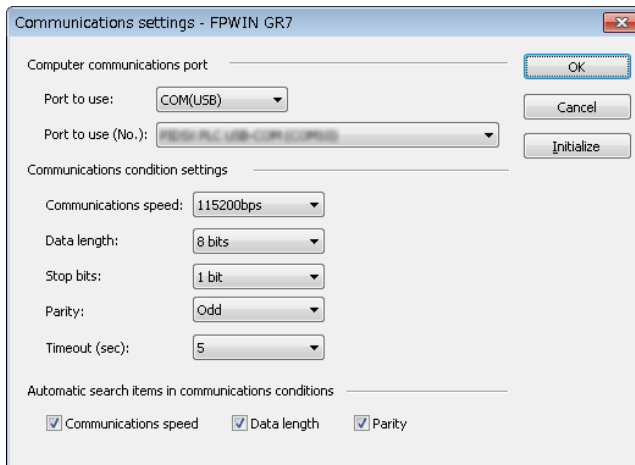 Communications settings - FPWIN GR7
Computer communications port
OK
Port to use: COM(USB)
Cancel
Port to use (No.):
Initialize
Communications condition settings
Communications speed: 115200bps
Data length: 8 bits
Stop bits: 1 bit
Parity: Odd
Timeout (sec): 5
Automatic search items in communications conditions
Communications speed Data length Parity